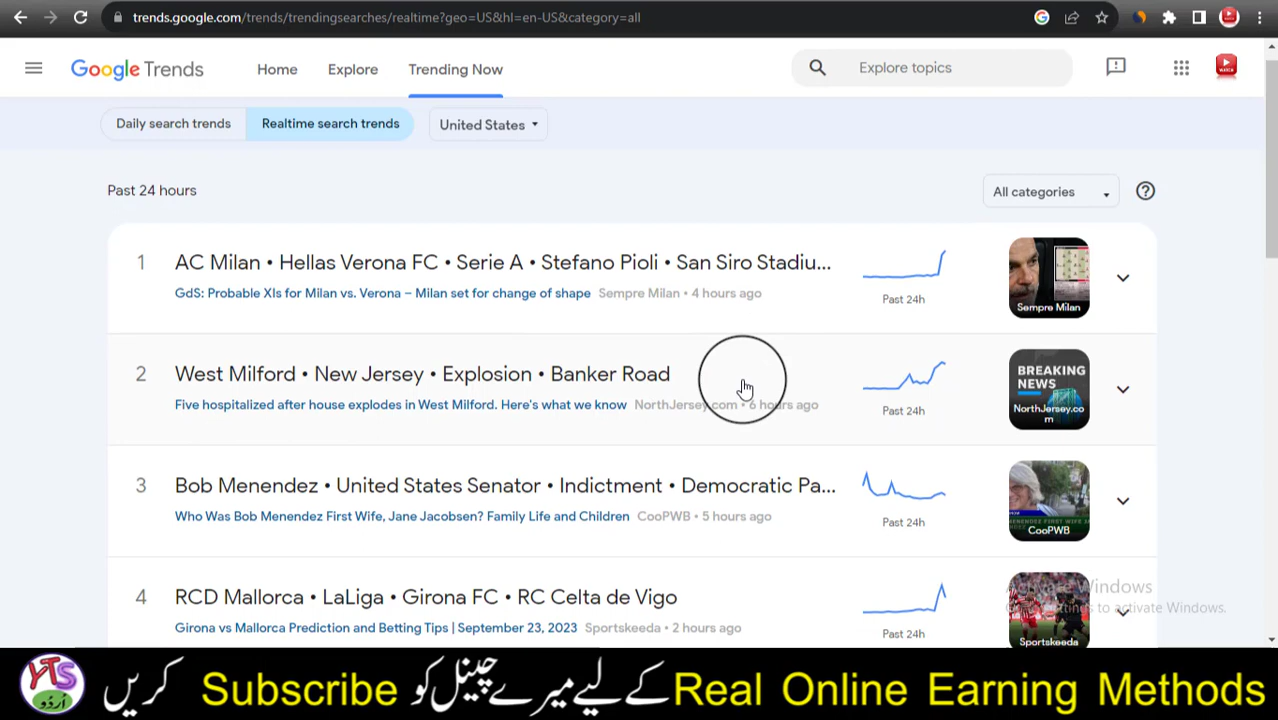 trends.google.com/trends/trendingsearches/realtime?geo=US&hl=en-US&category=all
Google Trends Home Explore Trending Now Explore topics
Daily search trends Realtime search trends United States
Past 24 hours All categories
1 AC Milan • Hellas Verona FC • Serie A • Stefano Pioli • San Siro Stadiu...
GdS: Probable XIs for Milan vs. Verona – Milan set for change of shape Sempre Milan • 4 hours ago
Past 24h
Sempre Milan
2 West Milford • New Jersey • Explosion • Banker Road
Five hospitalized after house explodes in West Milford. Here's what we know NorthJersey.com • 6 hours ago
Past 24h
BREAKING
NEWS
NorthJersey.co
m
3 Bob Menendez • United States Senator • Indictment • Democratic Pa...
Who Was Bob Menendez First Wife, Jane Jacobsen? Family Life and Children CooPWB • 5 hours ago
Past 24h
CooPWB
4 RCD Mallorca • LaLiga • Girona FC • RC Celta de Vigo
Girona vs Mallorca Prediction and Betting Tips | September 23, 2023 Sportskeeda • 2 hours ago
Past 24h
Sportskeeda
Activate Windows
to activate Windows.
YTS اردو
Real Online Earning Methods کے لیے میرے چینل کو Subscribe کریں